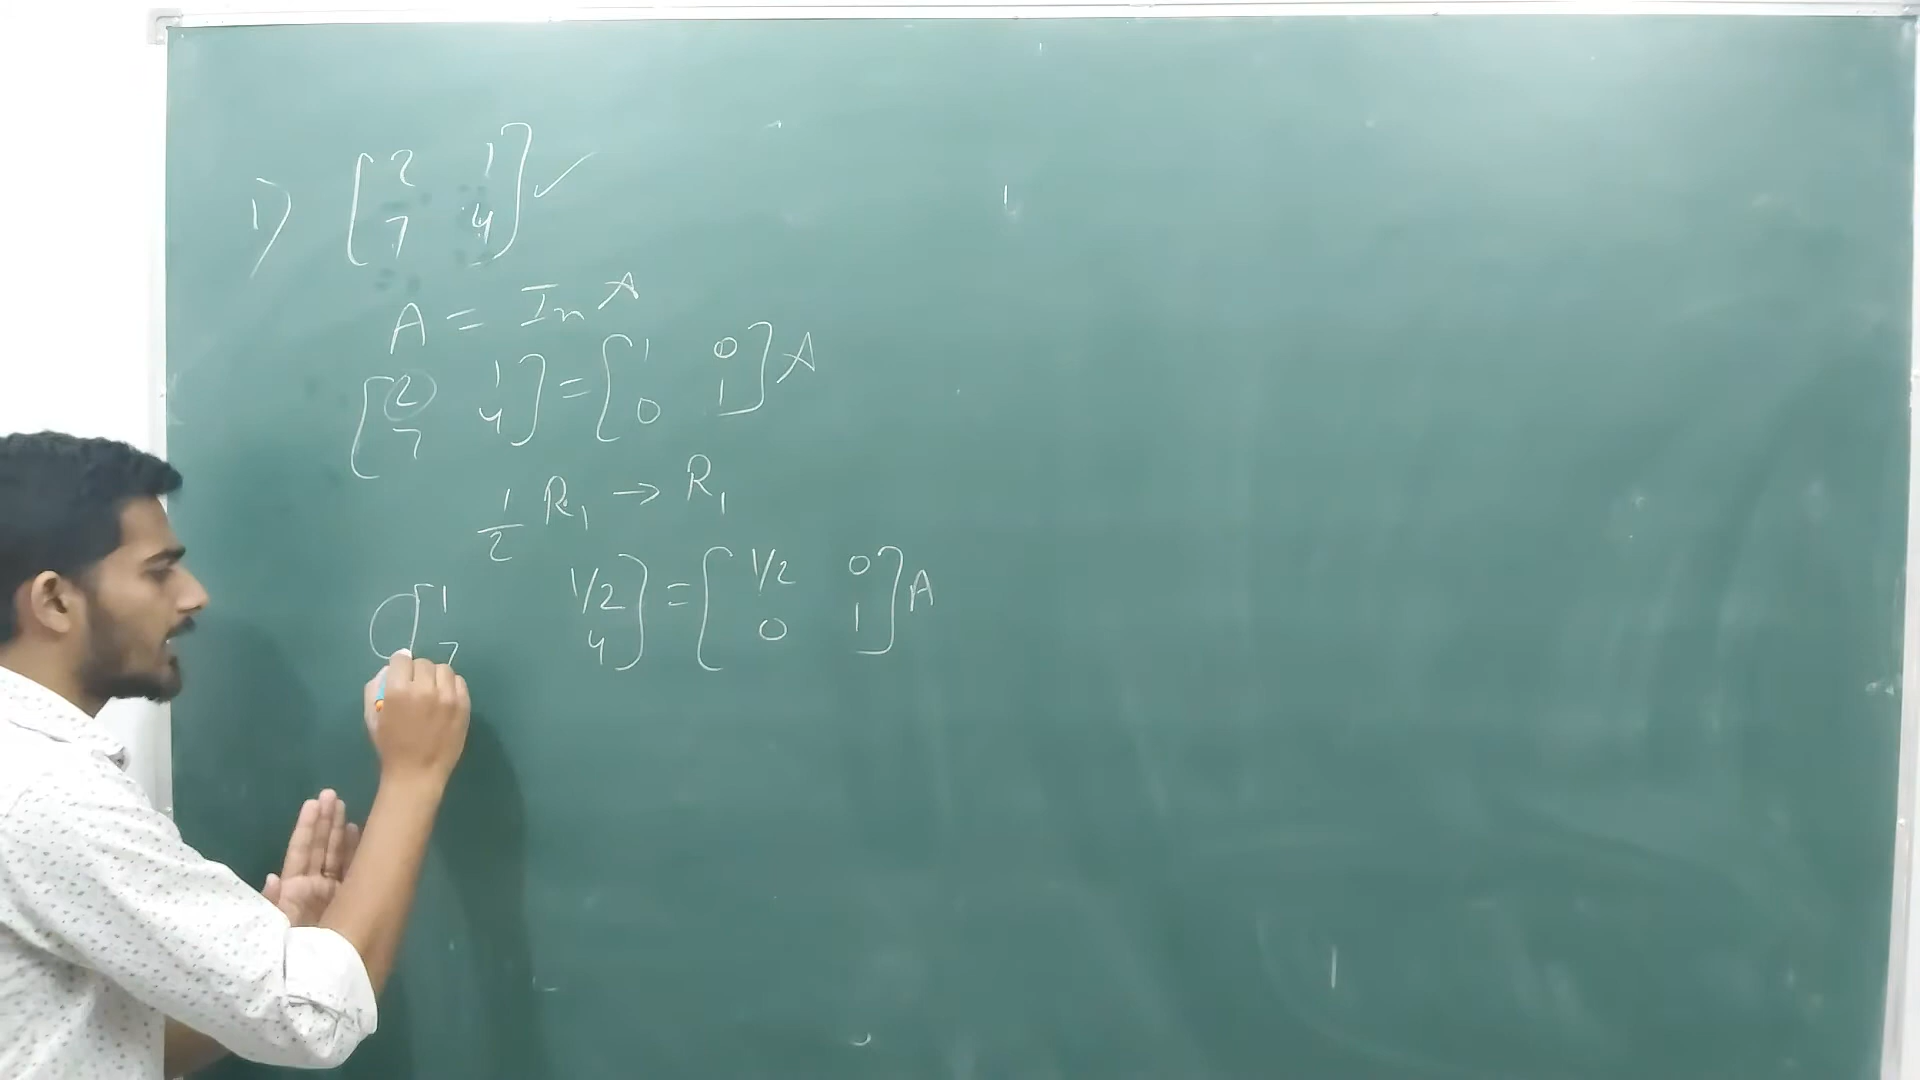 1) [2 1] ✓
[7 4]
A = In A
[2 1] = [1 0] A
[7 4] [0 1]
1/2 R1 → R1
[1 1/2] = [1/2 0] A
[7 4] [0 1]